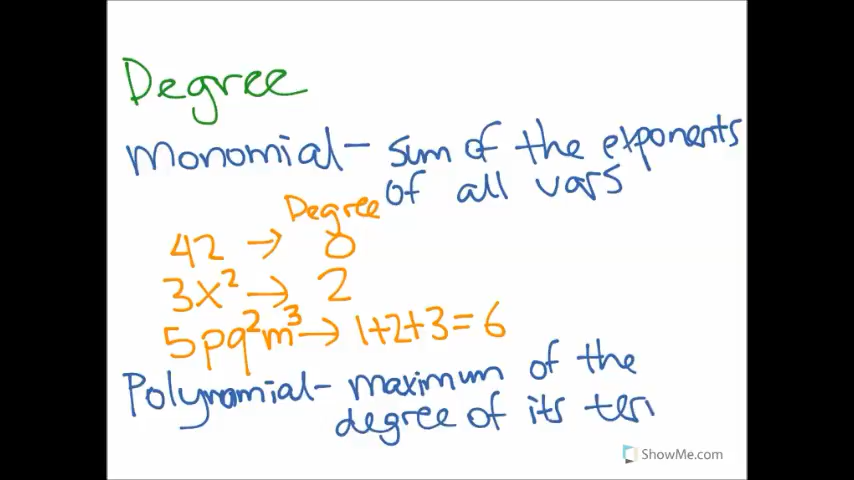 Degree
Monomial - sum of the exponents
of all vars
Degree
42 → 0
3x² → 2
5pq²m³ → 1+2+3=6
Polynomial - maximum of the
degree of its ter
ShowMe.com